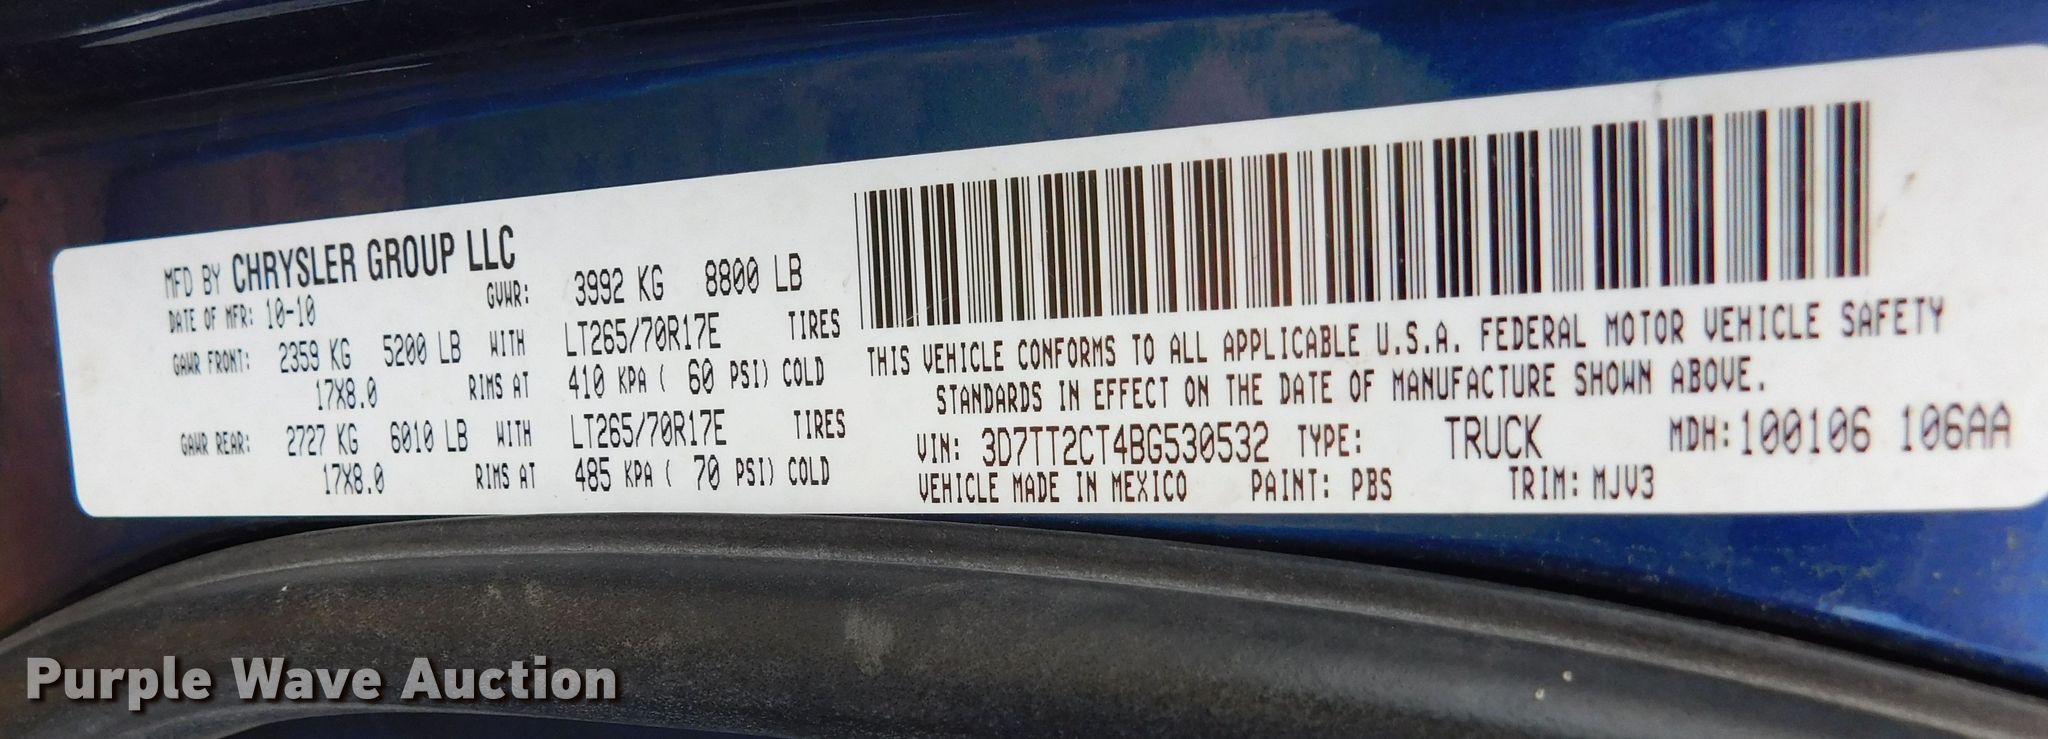 MFD BY CHRYSLER GROUP LLC
DATE OF MFR: 10-10 GVWR: 3992 KG 8800 LB
GAWR FRONT: 2359 KG 5200 LB WITH LT265/70R17E TIRES
17X8.0 RIMS AT 410 KPA ( 60 PSI) COLD
GAWR REAR: 2727 KG 6010 LB WITH LT265/70R17E TIRES
17X8.0 RIMS AT 485 KPA ( 70 PSI) COLD
THIS VEHICLE CONFORMS TO ALL APPLICABLE U.S.A. FEDERAL MOTOR VEHICLE SAFETY
STANDARDS IN EFFECT ON THE DATE OF MANUFACTURE SHOWN ABOVE.
VIN: 3D7TT2CT4BG530532 TYPE: TRUCK MDH: 100106 106AA
VEHICLE MADE IN MEXICO PAINT: PBS TRIM: MJV3
Purple Wave Auction